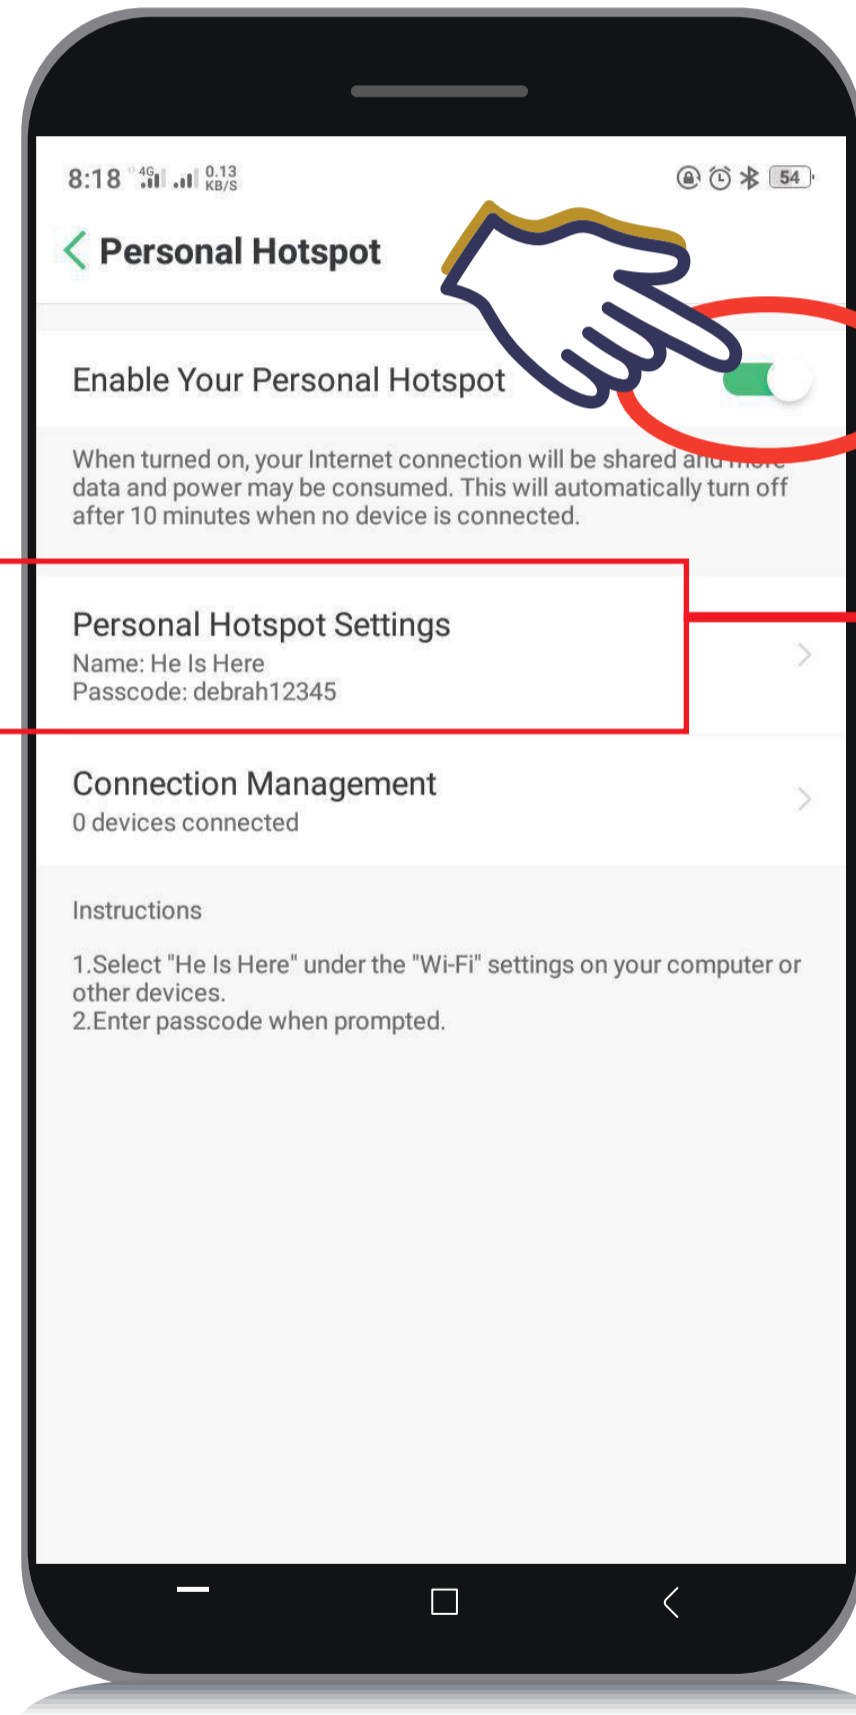 8:18 4G 0.13 KB/S 54
Personal Hotspot
Enable Your Personal Hotspot
When turned on, your Internet connection will be shared and more
data and power may be consumed. This will automatically turn off
after 10 minutes when no device is connected.
Personal Hotspot Settings
Name: He Is Here
Passcode: debrah12345
Connection Management
0 devices connected
Instructions
1.Select "He Is Here" under the "Wi-Fi" settings on your computer or
other devices.
2.Enter passcode when prompted.